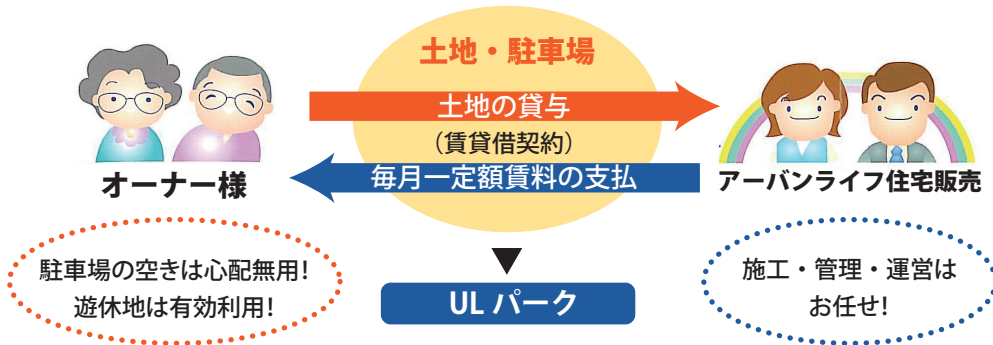 土地・駐車場
土地の貸与
（賃貸借契約）
毎月一定額賃料の支払
オーナー様
アーバンライフ住宅販売
駐車場の空きは心配無用!
遊休地は有効利用!
UL パーク
施工・管理・運営は
お任せ!